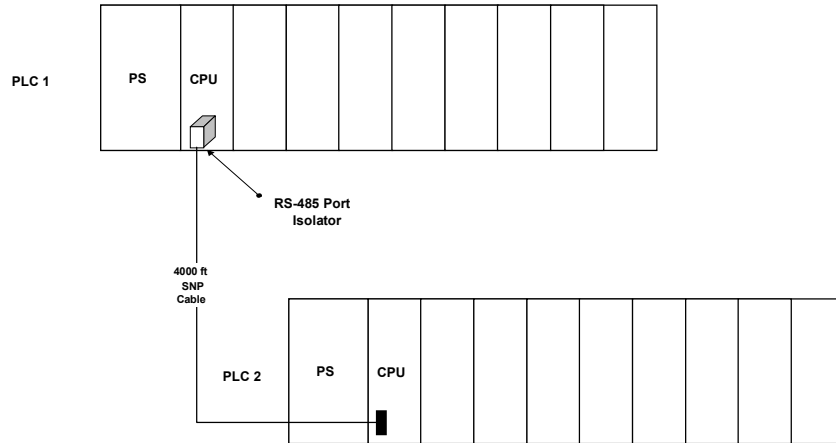 PLC 1
PS
CPU
RS-485 Port
Isolator
4000 ft
SNP
Cable
PLC 2
PS
CPU